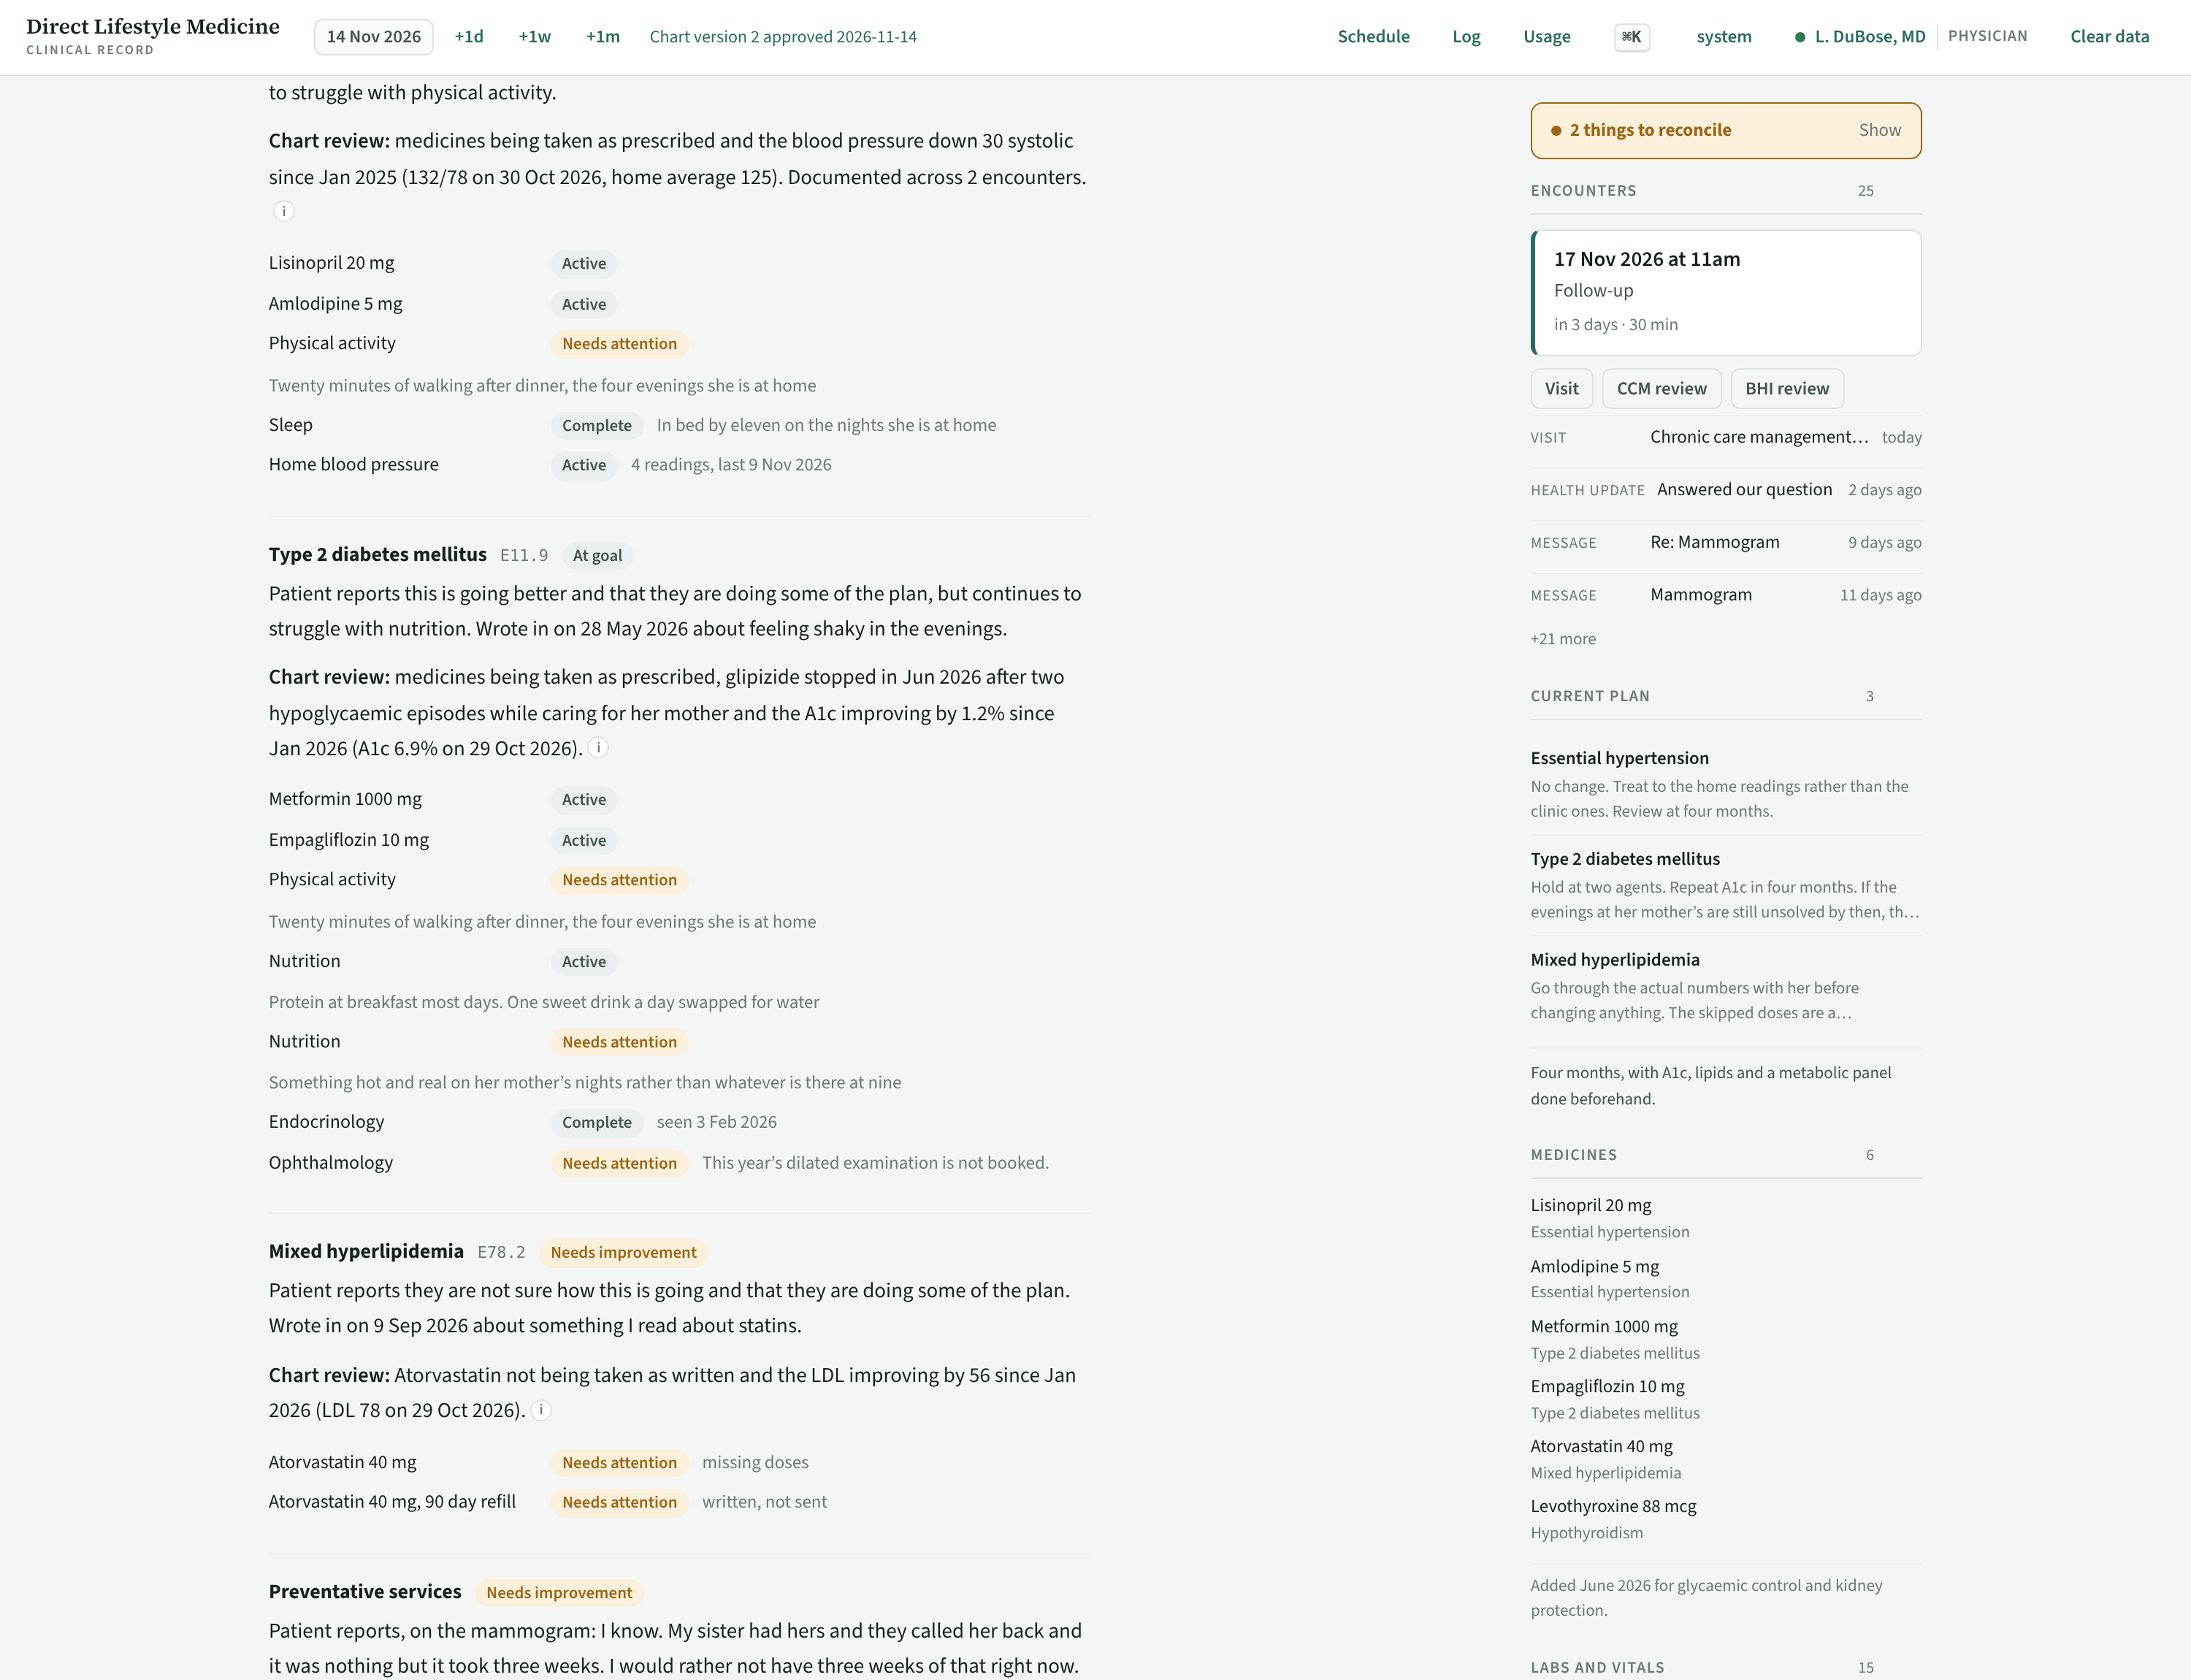 Direct Lifestyle Medicine
CLINICAL RECORD
14 Nov 2026
+1d
+1w
+1m
Chart version 2 approved 2026-11-14
Schedule
Log
Usage
⌘K
system
L. DuBose, MD
PHYSICIAN
Clear data
to struggle with physical activity.
Chart review: medicines being taken as prescribed and the blood pressure down 30 systolic
since Jan 2025 (132/78 on 30 Oct 2026, home average 125). Documented across 2 encounters.
i
Lisinopril 20 mg Active
Amlodipine 5 mg Active
Physical activity Needs attention
Twenty minutes of walking after dinner, the four evenings she is at home
Sleep Complete In bed by eleven on the nights she is at home
Home blood pressure Active 4 readings, last 9 Nov 2026
Type 2 diabetes mellitus E11.9 At goal
Patient reports this is going better and that they are doing some of the plan, but continues to
struggle with nutrition. Wrote in on 28 May 2026 about feeling shaky in the evenings.
Chart review: medicines being taken as prescribed, glipizide stopped in Jun 2026 after two
hypoglycaemic episodes while caring for her mother and the A1c improving by 1.2% since
Jan 2026 (A1c 6.9% on 29 Oct 2026). i
Metformin 1000 mg Active
Empagliflozin 10 mg Active
Physical activity Needs attention
Twenty minutes of walking after dinner, the four evenings she is at home
Nutrition Active
Protein at breakfast most days. One sweet drink a day swapped for water
Nutrition Needs attention
Something hot and real on her mother's nights rather than whatever is there at nine
Endocrinology Complete seen 3 Feb 2026
Ophthalmology Needs attention This year's dilated examination is not booked.
Mixed hyperlipidemia E78.2 Needs improvement
Patient reports they are not sure how this is going and that they are doing some of the plan.
Wrote in on 9 Sep 2026 about something I read about statins.
Chart review: Atorvastatin not being taken as written and the LDL improving by 56 since Jan
2026 (LDL 78 on 29 Oct 2026). i
Atorvastatin 40 mg Needs attention missing doses
Atorvastatin 40 mg, 90 day refill Needs attention written, not sent
Preventative services Needs improvement
Patient reports, on the mammogram: I know. My sister had hers and they called her back and
it was nothing but it took three weeks. I would rather not have three weeks of that right now.
2 things to reconcile Show
ENCOUNTERS 25
17 Nov 2026 at 11am
Follow-up
in 3 days · 30 min
Visit
CCM review
BHI review
VISIT Chronic care management… today
HEALTH UPDATE Answered our question 2 days ago
MESSAGE Re: Mammogram 9 days ago
MESSAGE Mammogram 11 days ago
+21 more
CURRENT PLAN 3
Essential hypertension
No change. Treat to the home readings rather than the
clinic ones. Review at four months.
Type 2 diabetes mellitus
Hold at two agents. Repeat A1c in four months. If the
evenings at her mother's are still unsolved by then, th…
Mixed hyperlipidemia
Go through the actual numbers with her before
changing anything. The skipped doses are a…
Four months, with A1c, lipids and a metabolic panel
done beforehand.
MEDICINES 6
Lisinopril 20 mg
Essential hypertension
Amlodipine 5 mg
Essential hypertension
Metformin 1000 mg
Type 2 diabetes mellitus
Empagliflozin 10 mg
Type 2 diabetes mellitus
Atorvastatin 40 mg
Mixed hyperlipidemia
Levothyroxine 88 mcg
Hypothyroidism
Added June 2026 for glycaemic control and kidney
protection.
LABS AND VITALS 15